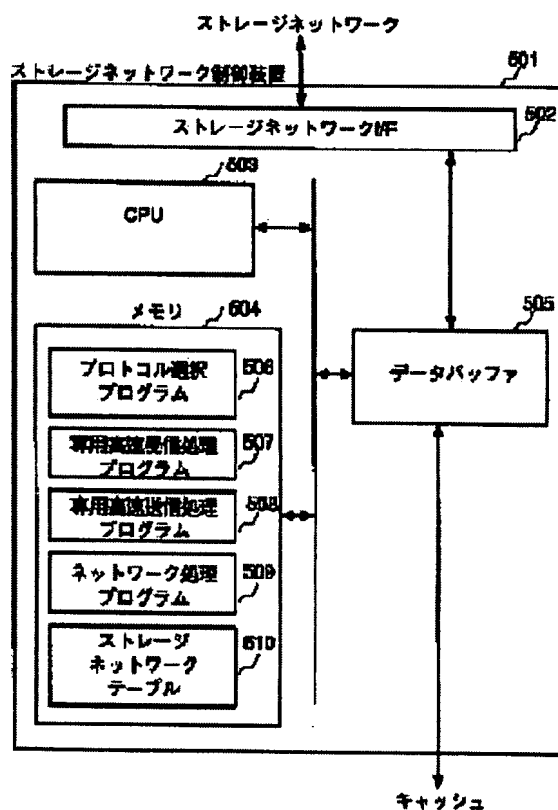 ストレージネットワーク
ストレージネットワーク制御装置
501
ストレージネットワークI/F
502
503
CPU
メモリ
504
505
プロトコル選択
プログラム
506
データバッファ
専用高速受信処理
プログラム
507
専用高速送信処理
プログラム
508
ネットワーク処理
プログラム
509
ストレージ
ネットワーク
テーブル
510
キャッシュ